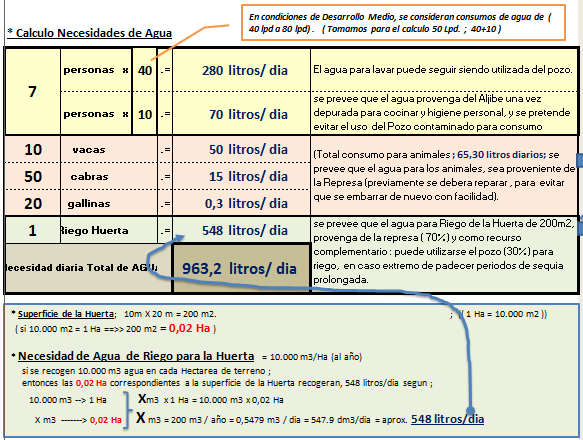 En condiciones de Desarrollo Medio, se consideran consumos de agua de (
40 lpd a 80 lpd) . ( Tomamos para el calculo 50 Lpd. ; 40+10 )
* Calculo Necesidades de Agua
7 personas x 40 .= 280 litros/ dia El agua para lavar puede seguir siendo utilizada del pozo.
personas x 10 .= 70 litros/ dia
se prevee que el agua provenga del Aljibe una vez
depurada para cocinar y higiene personal, y se pretende
evitar el uso del Pozo contaminado para consumo
10 vacas .= 50 litros/ dia
50 cabras .= 15 litros/ dia
20 gallinas .= 0,3 litros/ dia
(Total consumo para animales ; 65,30 litros diarios; se
prevee que el agua para los animales, sea proveniente de
la Represa (previamente se debera reparar , para evitar
que se embarrar de nuevo con facilidad).
1 Riego Huerta .= 548 litros/ dia
Necesidad diaria Total de AGUA 963,2 litros/ dia
se prevee que el agua para Riego de la Huerta de 200m2,
provenga de la represa ( 70%) y como recurso
complementario : puede utilizarse el pozo (30%) para
riego, en caso extremo de padecer periodos de sequia
prolongada.
* Superficie de la Huerta; 10m X 20 m = 200 m2. ; (( 1 Ha = 10.000 m2 ))
( si 10.000 m2 = 1 Ha ==>> 200 m2 = 0,02 Ha )
* Necesidad de Agua de Riego para la Huerta = 10.000 m3/Ha (al año)
si se recogen 10.000 m3 agua en cada Hectarea de terreno ;
entonces las 0,02 Ha correspondientes a la superficie de la Huerta recogeran, 548 litros/dia segun ;
10.000 m3 --> 1 Ha Xm3 x 1 Ha = 10.000 m3 x 0,02 Ha
X m3 -------> 0,02 Ha X m3 = 200 m3 / año = 0,5479 m3 / dia = 547.9 dm3/dia = aprox. 548 litros/dia